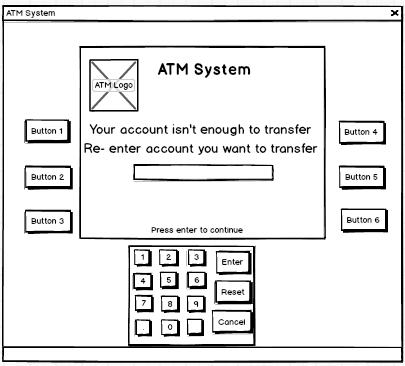 ATM System
ATM Logo
ATM System
Your account isn't enough to transfer
Re- enter account you want to transfer
Press enter to continue
Button 1
Button 2
Button 3
Button 4
Button 5
Button 6
1 2 3 Enter
4 5 6
Reset
7 8 9
. 0 Cancel